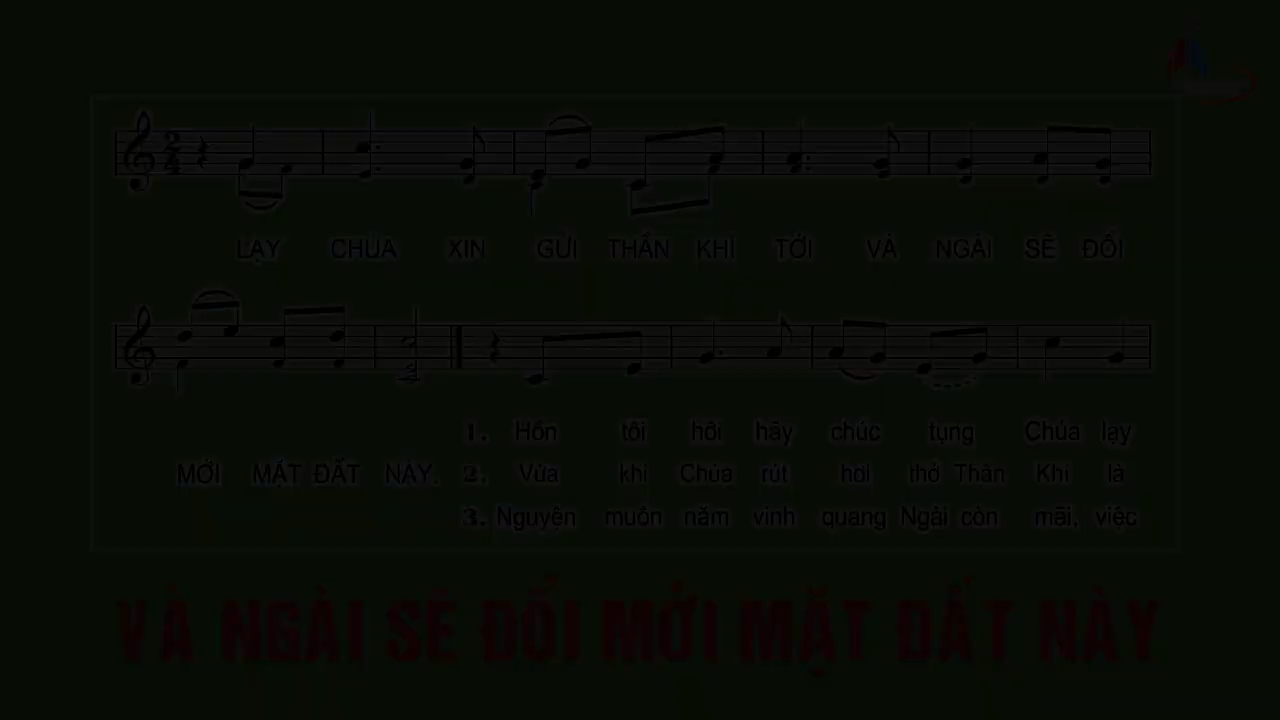 LẠY CHÚA XIN GỬI THẦN KHÍ TỚI VÀ NGÀI SẼ ĐỔI
1. Hồn tôi hỡi hãy chúc tụng Chúa lạy
MỚI MẶT ĐẤT NÀY. 2. Vừa khi Chúa rút hơi thở Thần Khí là
3. Nguyện muôn năm vinh quang Ngài còn mãi, việc
VÀ NGÀI SẼ ĐỔI MỚI MẶT ĐẤT NÀY